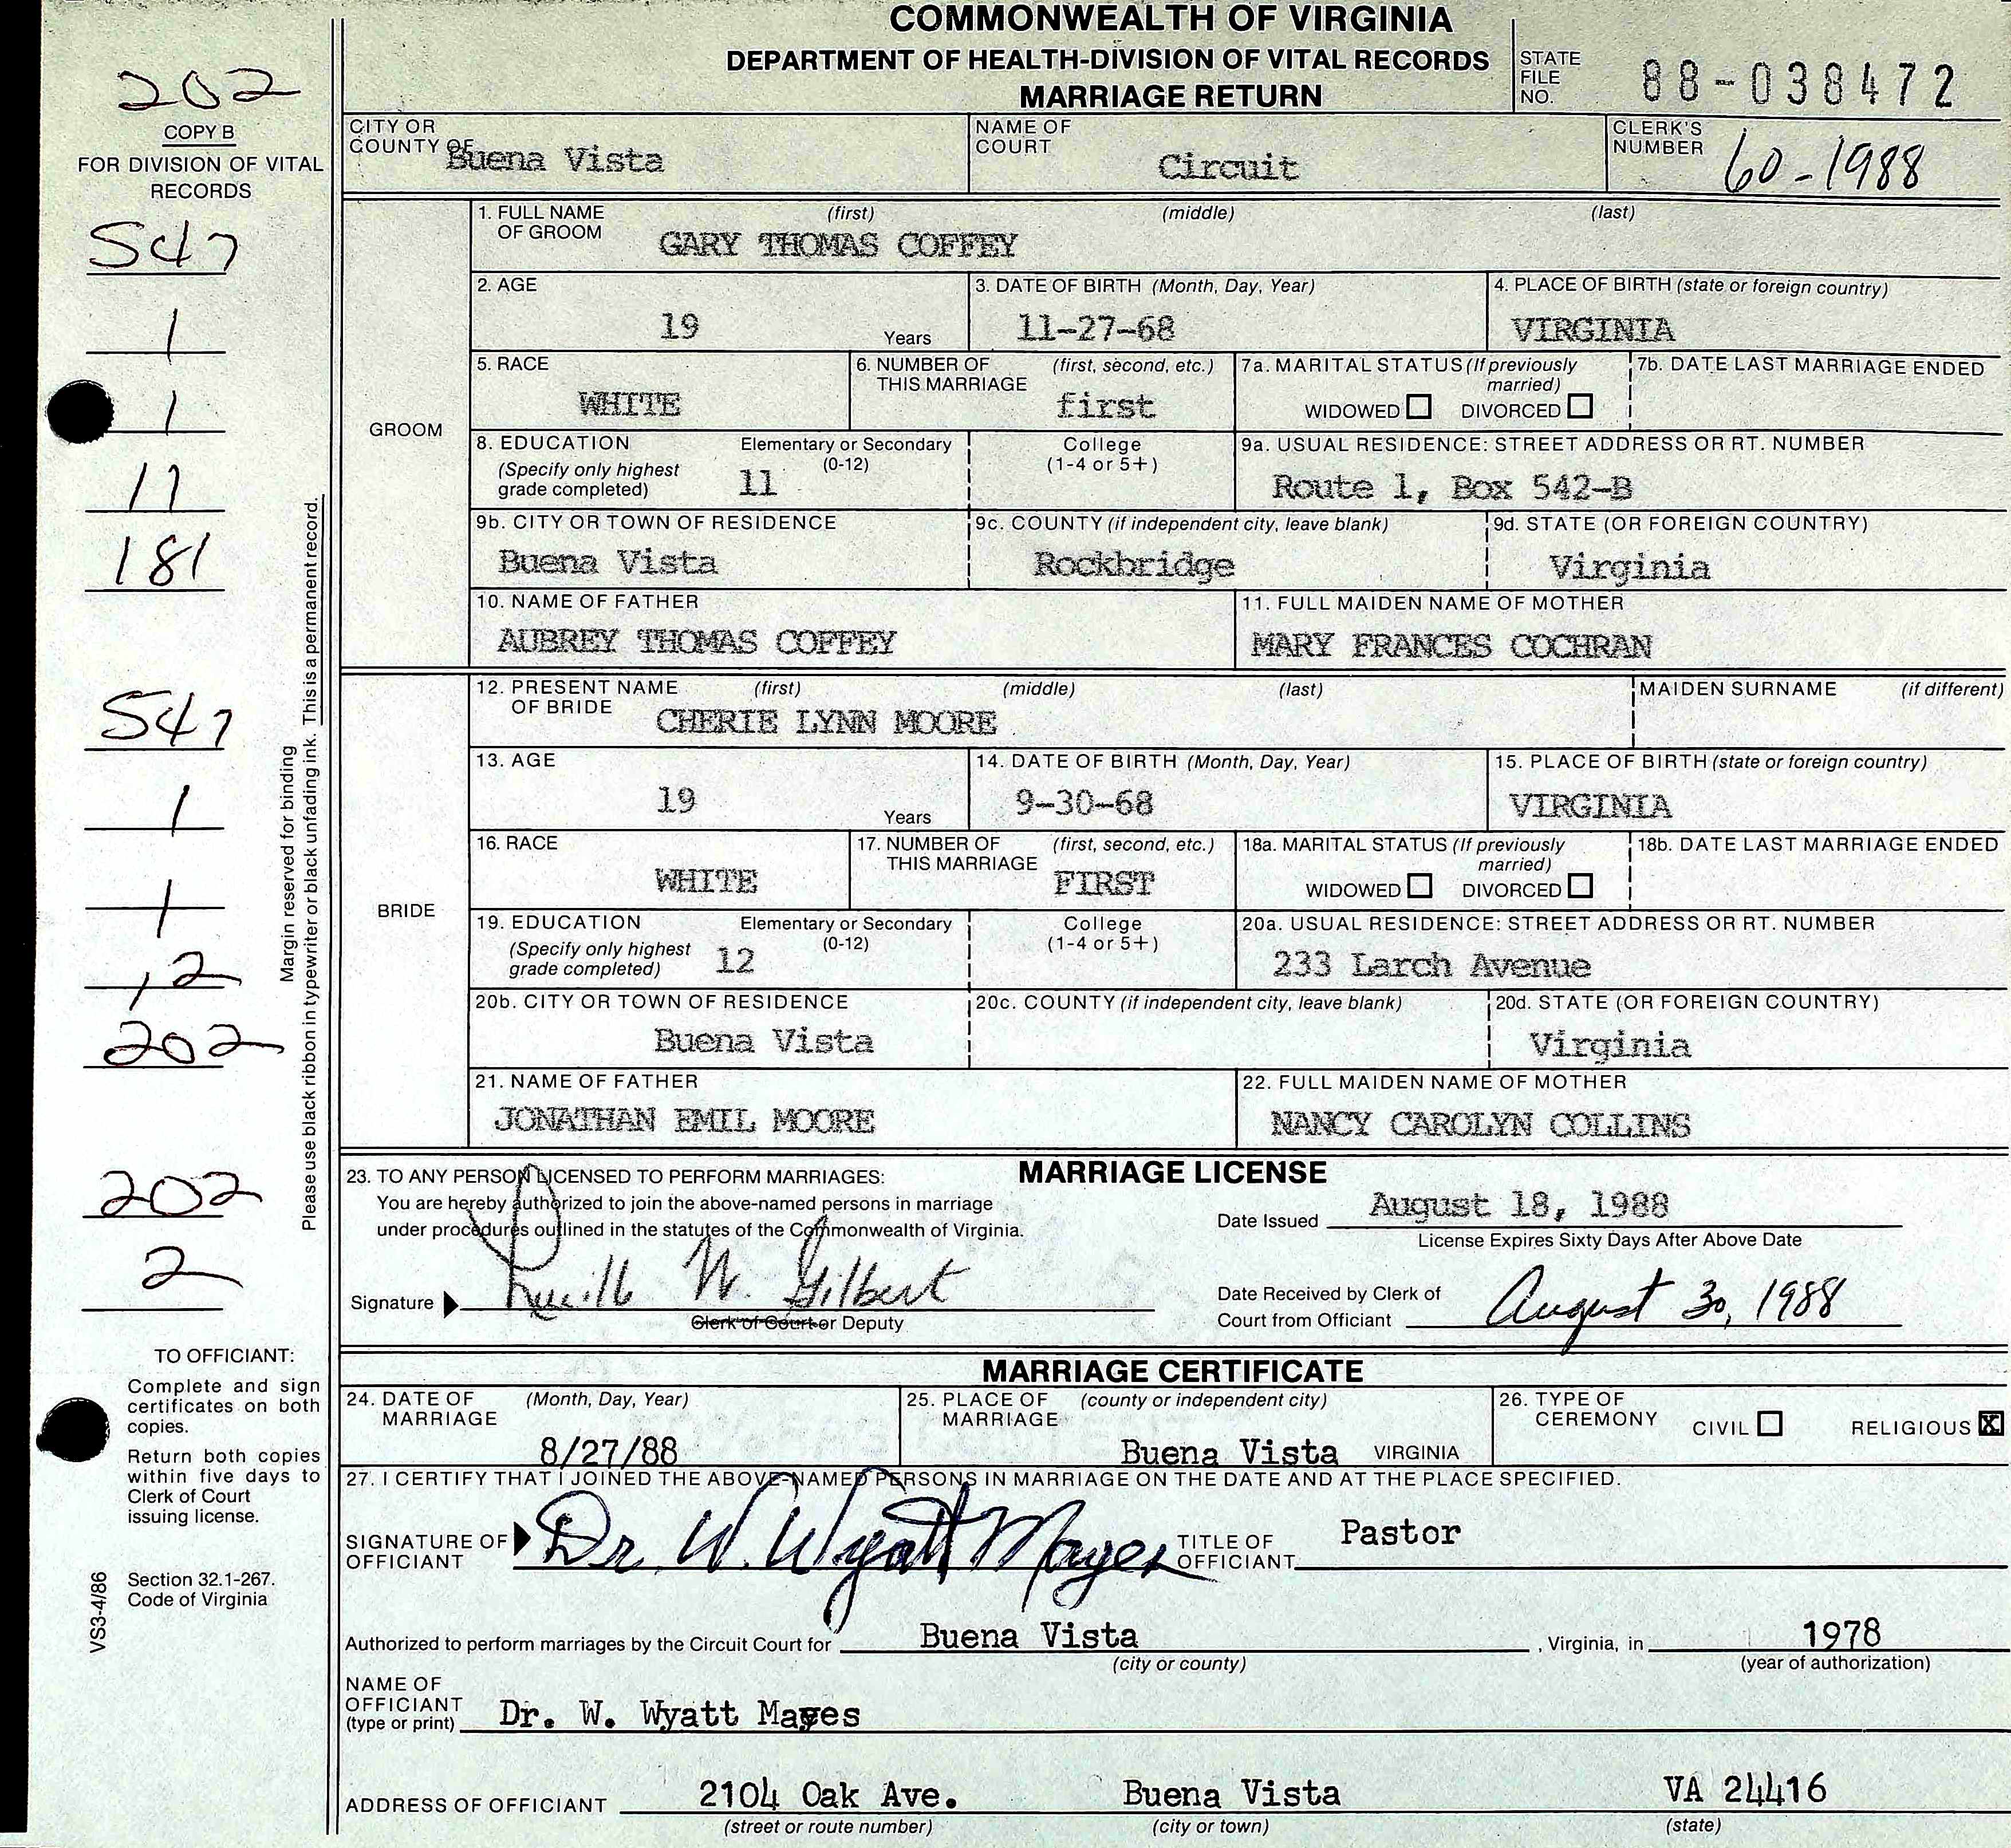 COMMONWEALTH OF VIRGINIA
DEPARTMENT OF HEALTH-DIVISION OF VITAL RECORDS
MARRIAGE RETURN
STATE FILE NO. 88-038472
202
COPY B
FOR DIVISION OF VITAL RECORDS
547
1
1
11
181
547
1
1
12
202
202
2
Margin reserved for binding
Please use black ribbon in typewriter or black unfading ink. This is a permanent record.
TO OFFICIANT:
Complete and sign
certificates on both
copies.
Return both copies
within five days to
Clerk of Court
issuing license.
Section 32.1-267.
Code of Virginia
VS3-4/86
CITY OR COUNTY OF Buena Vista
NAME OF COURT Circuit
CLERK'S NUMBER 60-1988
GROOM
1. FULL NAME OF GROOM (first) (middle) (last)
GARY THOMAS COFFEY
2. AGE 19 Years
3. DATE OF BIRTH (Month, Day, Year) 11-27-68
4. PLACE OF BIRTH (state or foreign country) VIRGINIA
5. RACE WHITE
6. NUMBER OF THIS MARRIAGE (first, second, etc.) first
7a. MARITAL STATUS (If previously married) WIDOWED DIVORCED
7b. DATE LAST MARRIAGE ENDED
8. EDUCATION (Specify only highest grade completed) Elementary or Secondary (0-12) 11
College (1-4 or 5+)
9a. USUAL RESIDENCE: STREET ADDRESS OR RT. NUMBER
Route 1, Box 542-B
9b. CITY OR TOWN OF RESIDENCE Buena Vista
9c. COUNTY (if independent city, leave blank) Rockbridge
9d. STATE (OR FOREIGN COUNTRY) Virginia
10. NAME OF FATHER AUBREY THOMAS COFFEY
11. FULL MAIDEN NAME OF MOTHER MARY FRANCES COCHRAN
BRIDE
12. PRESENT NAME OF BRIDE (first) (middle) (last)
CHERIE LYNN MOORE
MAIDEN SURNAME (if different)
13. AGE 19 Years
14. DATE OF BIRTH (Month, Day, Year) 9-30-68
15. PLACE OF BIRTH (state or foreign country) VIRGINIA
16. RACE WHITE
17. NUMBER OF THIS MARRIAGE (first, second, etc.) FIRST
18a. MARITAL STATUS (If previously married) WIDOWED DIVORCED
18b. DATE LAST MARRIAGE ENDED
19. EDUCATION (Specify only highest grade completed) Elementary or Secondary (0-12) 12
College (1-4 or 5+)
20a. USUAL RESIDENCE: STREET ADDRESS OR RT. NUMBER
233 Larch Avenue
20b. CITY OR TOWN OF RESIDENCE Buena Vista
20c. COUNTY (if independent city, leave blank)
20d. STATE (OR FOREIGN COUNTRY) Virginia
21. NAME OF FATHER JONATHAN EMIL MOORE
22. FULL MAIDEN NAME OF MOTHER NANCY CAROLYN COLLINS
MARRIAGE LICENSE
23. TO ANY PERSON LICENSED TO PERFORM MARRIAGES:
You are hereby authorized to join the above-named persons in marriage
under procedures outlined in the statutes of the Commonwealth of Virginia.
Date Issued August 18, 1988
License Expires Sixty Days After Above Date
Signature Lucille W. Gilbert
Clerk of Court or Deputy
Date Received by Clerk of Court from Officiant August 30, 1988
MARRIAGE CERTIFICATE
24. DATE OF MARRIAGE (Month, Day, Year) 8/27/88
25. PLACE OF MARRIAGE (county or independent city) Buena Vista VIRGINIA
26. TYPE OF CEREMONY CIVIL RELIGIOUS X
27. I CERTIFY THAT I JOINED THE ABOVE-NAMED PERSONS IN MARRIAGE ON THE DATE AND AT THE PLACE SPECIFIED.
SIGNATURE OF OFFICIANT Dr. W. Wyatt Mayes
TITLE OF OFFICIANT Pastor
Authorized to perform marriages by the Circuit Court for Buena Vista , Virginia, in 1978
(city or county) (year of authorization)
NAME OF OFFICIANT (type or print) Dr. W. Wyatt Mayes
ADDRESS OF OFFICIANT 2104 Oak Ave. Buena Vista VA 24416
(street or route number) (city or town) (state)